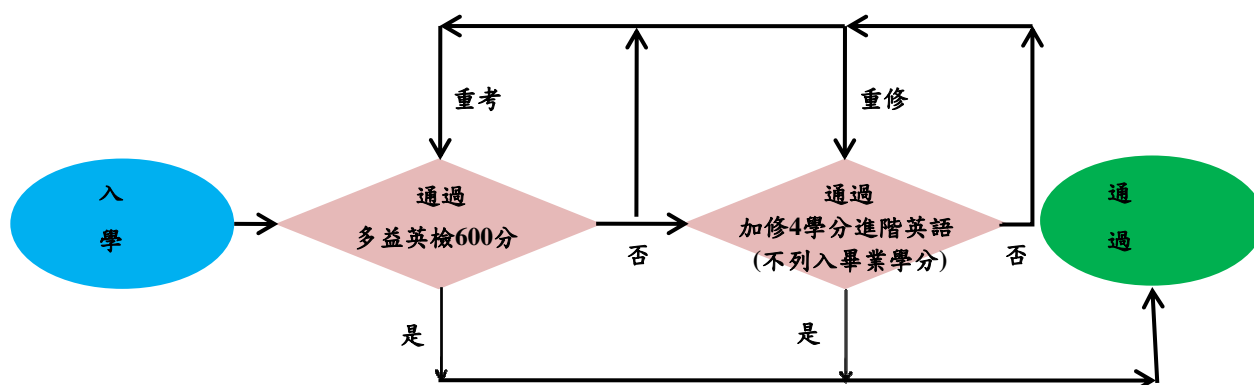 重考
重修
入
學
通過
多益英檢600分
否
通過
加修4學分進階英語
(不列入畢業學分)
否
通
過
是
是